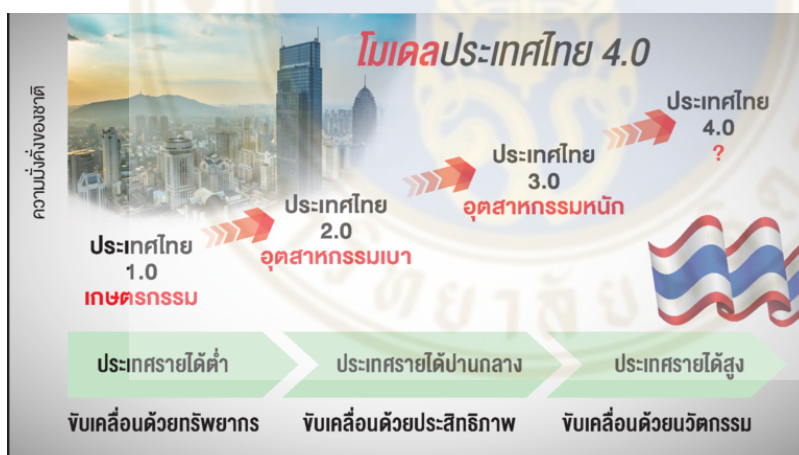 โมเดลประเทศไทย 4.0
ความมั่งคั่งของชาติ
ประเทศไทย
1.0
เกษตรกรรม
ประเทศไทย
2.0
อุตสาหกรรมเบา
ประเทศไทย
3.0
อุตสาหกรรมหนัก
ประเทศไทย
4.0
?
ประเทศรายได้ต่ำ
ประเทศรายได้ปานกลาง
ประเทศรายได้สูง
ขับเคลื่อนด้วยทรัพยากร
ขับเคลื่อนด้วยประสิทธิภาพ
ขับเคลื่อนด้วยนวัตกรรม